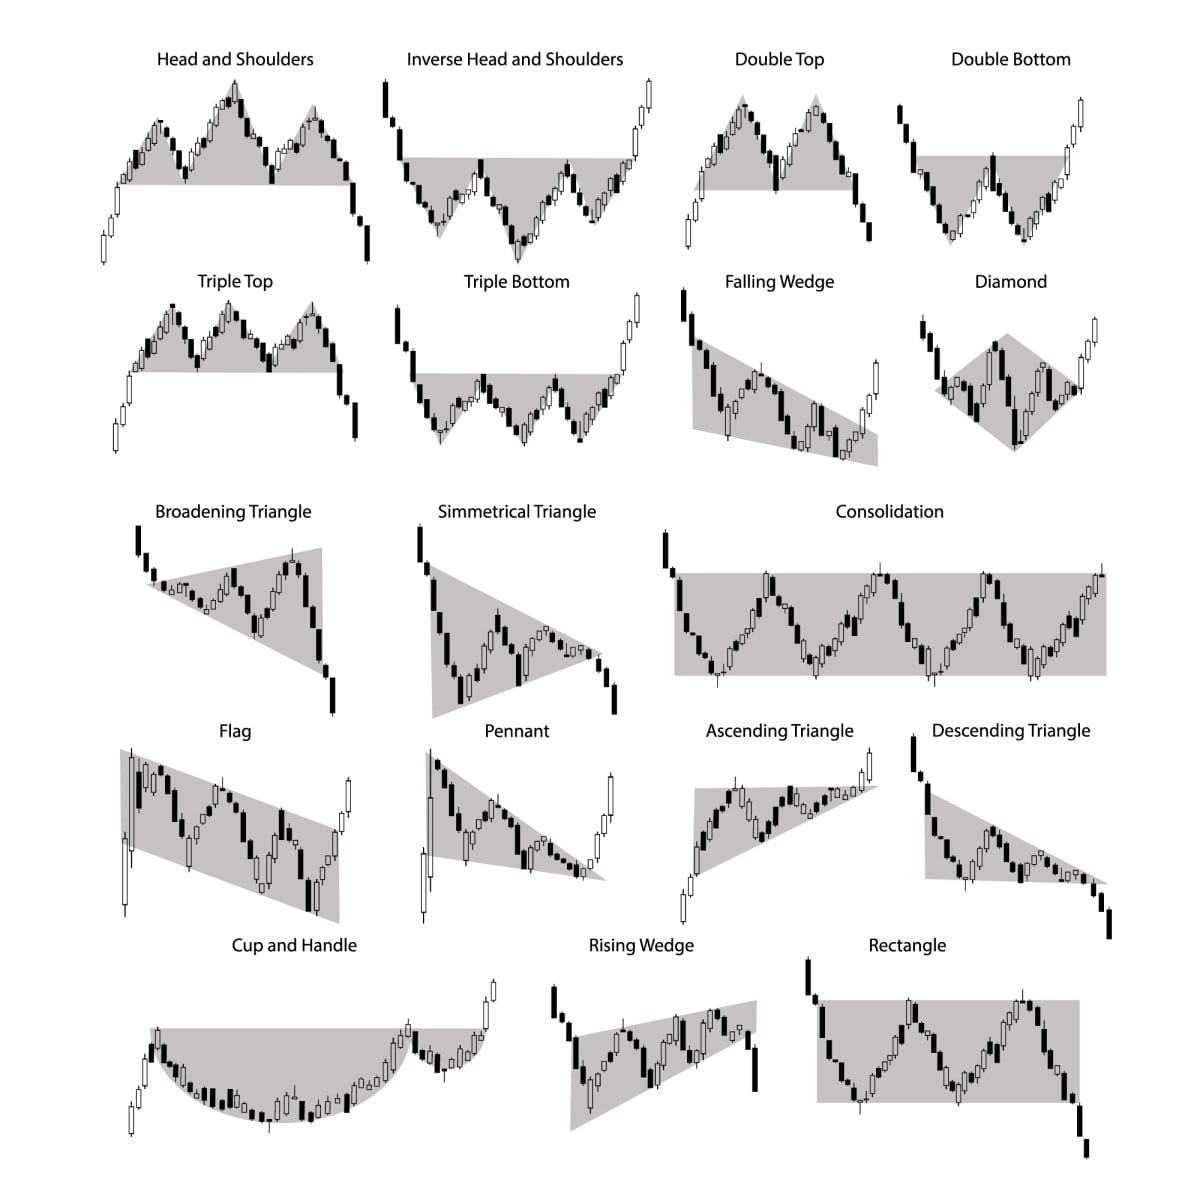 Head and Shoulders
Inverse Head and Shoulders
Double Top
Double Bottom
Triple Top
Triple Bottom
Falling Wedge
Diamond
Broadening Triangle
Simmetrical Triangle
Consolidation
Flag
Pennant
Ascending Triangle
Descending Triangle
Cup and Handle
Rising Wedge
Rectangle